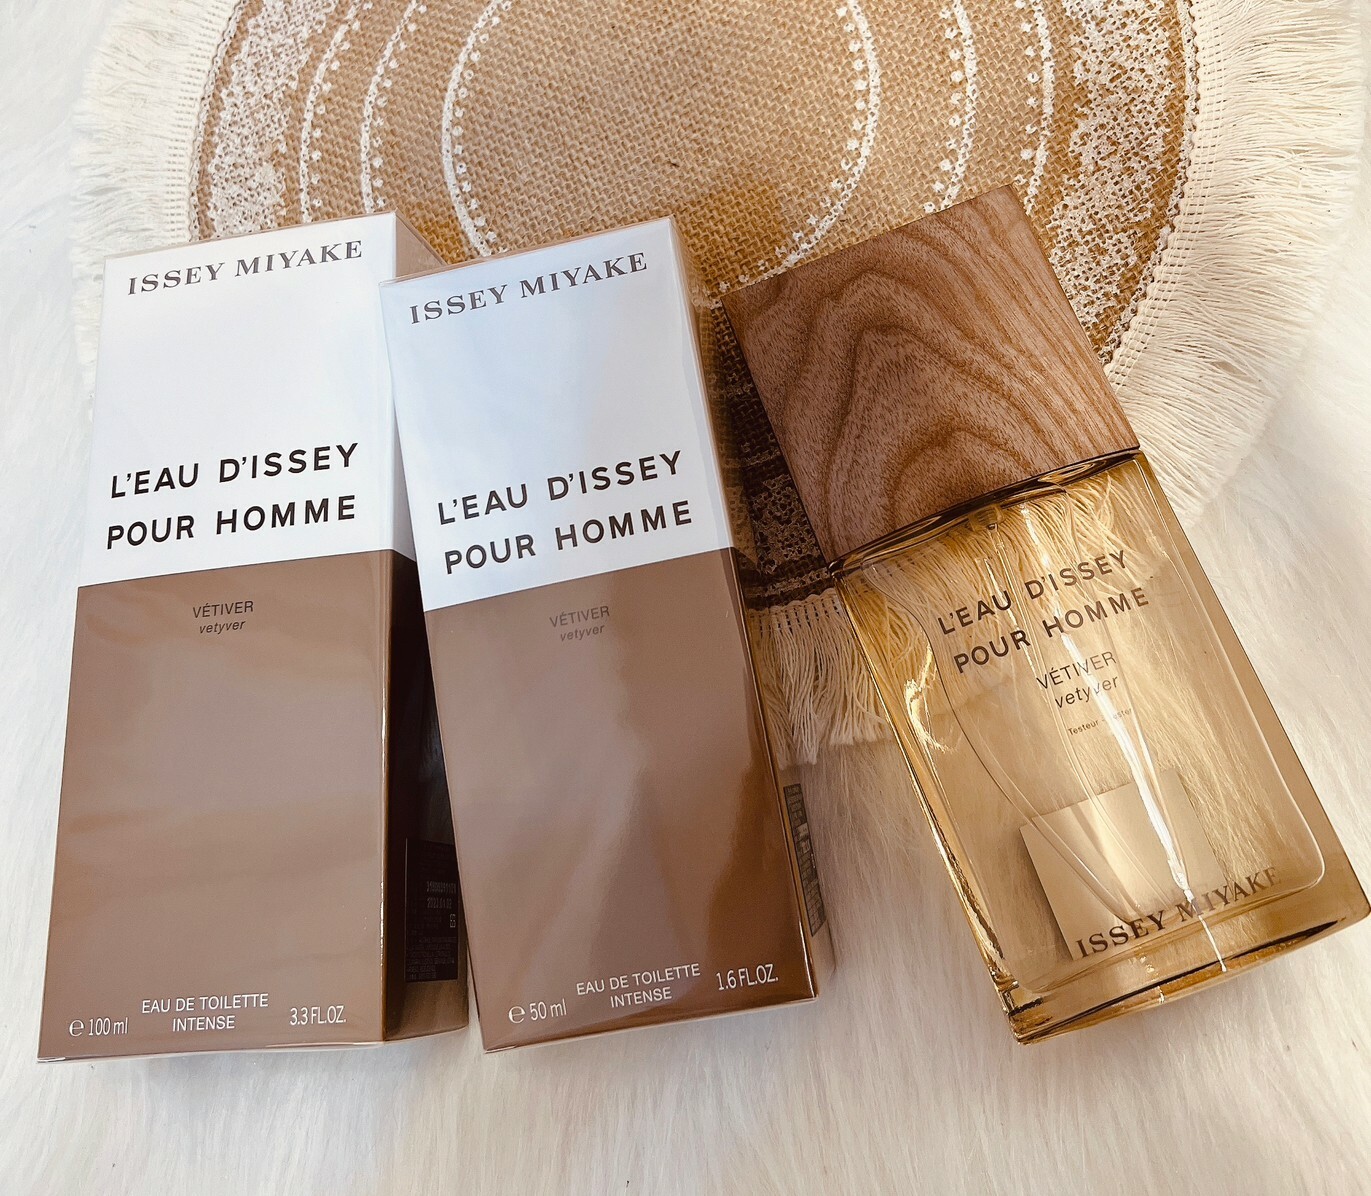 ISSEY MIYAKE
L'EAU D'ISSEY
POUR HOMME
VÉTIVER
vetyver
℮ 100 ml
EAU DE TOILETTE
INTENSE
3.3 FL.OZ.
ISSEY MIYAKE
L'EAU D'ISSEY
POUR HOMME
VÉTIVER
vetyver
℮ 50 ml
EAU DE TOILETTE
INTENSE
1.6 FL.OZ.
L'EAU D'ISSEY
POUR HOMME
VÉTIVER
vetyver
Testeur
ISSEY MIYAKE